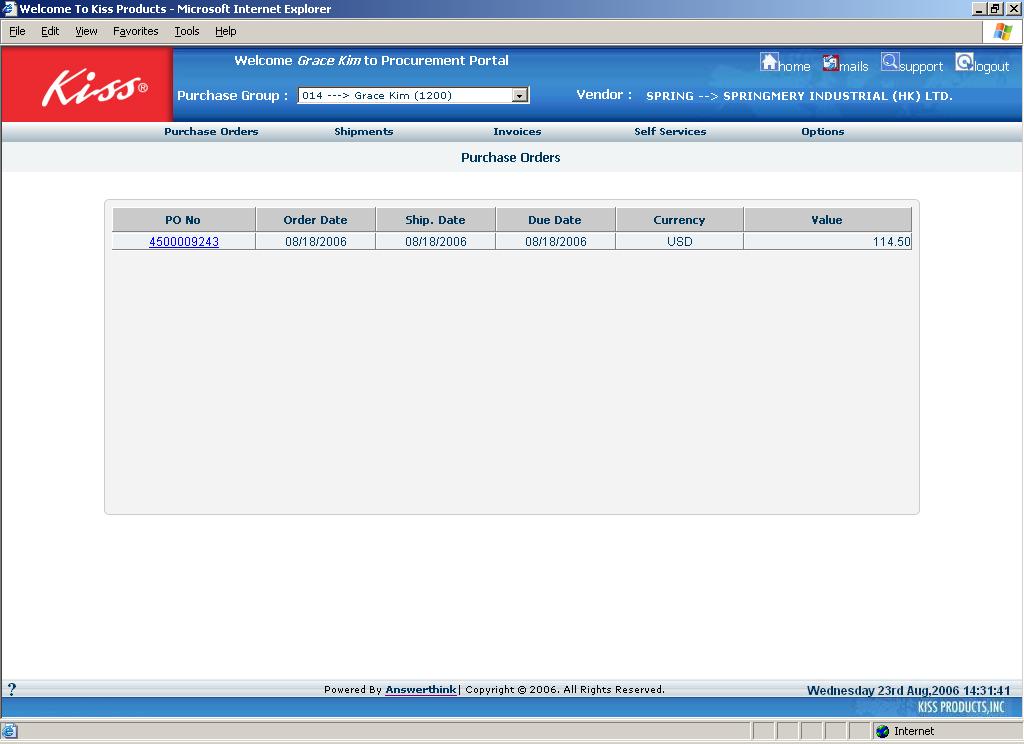 Welcome To Kiss Products - Microsoft Internet Explorer
File Edit View Favorites Tools Help
Kiss®
Welcome Grace Kim to Procurement Portal
home mails support logout
Purchase Group : 014 ---> Grace Kim (1200) Vendor : SPRING --> SPRINGMERY INDUSTRIAL (HK) LTD.
Purchase Orders Shipments Invoices Self Services Options
Purchase Orders
PO No Order Date Ship. Date Due Date Currency Value
4500009243 08/18/2006 08/18/2006 08/18/2006 USD 114.50
? Powered By Answerthink| Copyright © 2006. All Rights Reserved. Wednesday 23rd Aug,2006 14:31:41
KISS PRODUCTS,INC
Internet